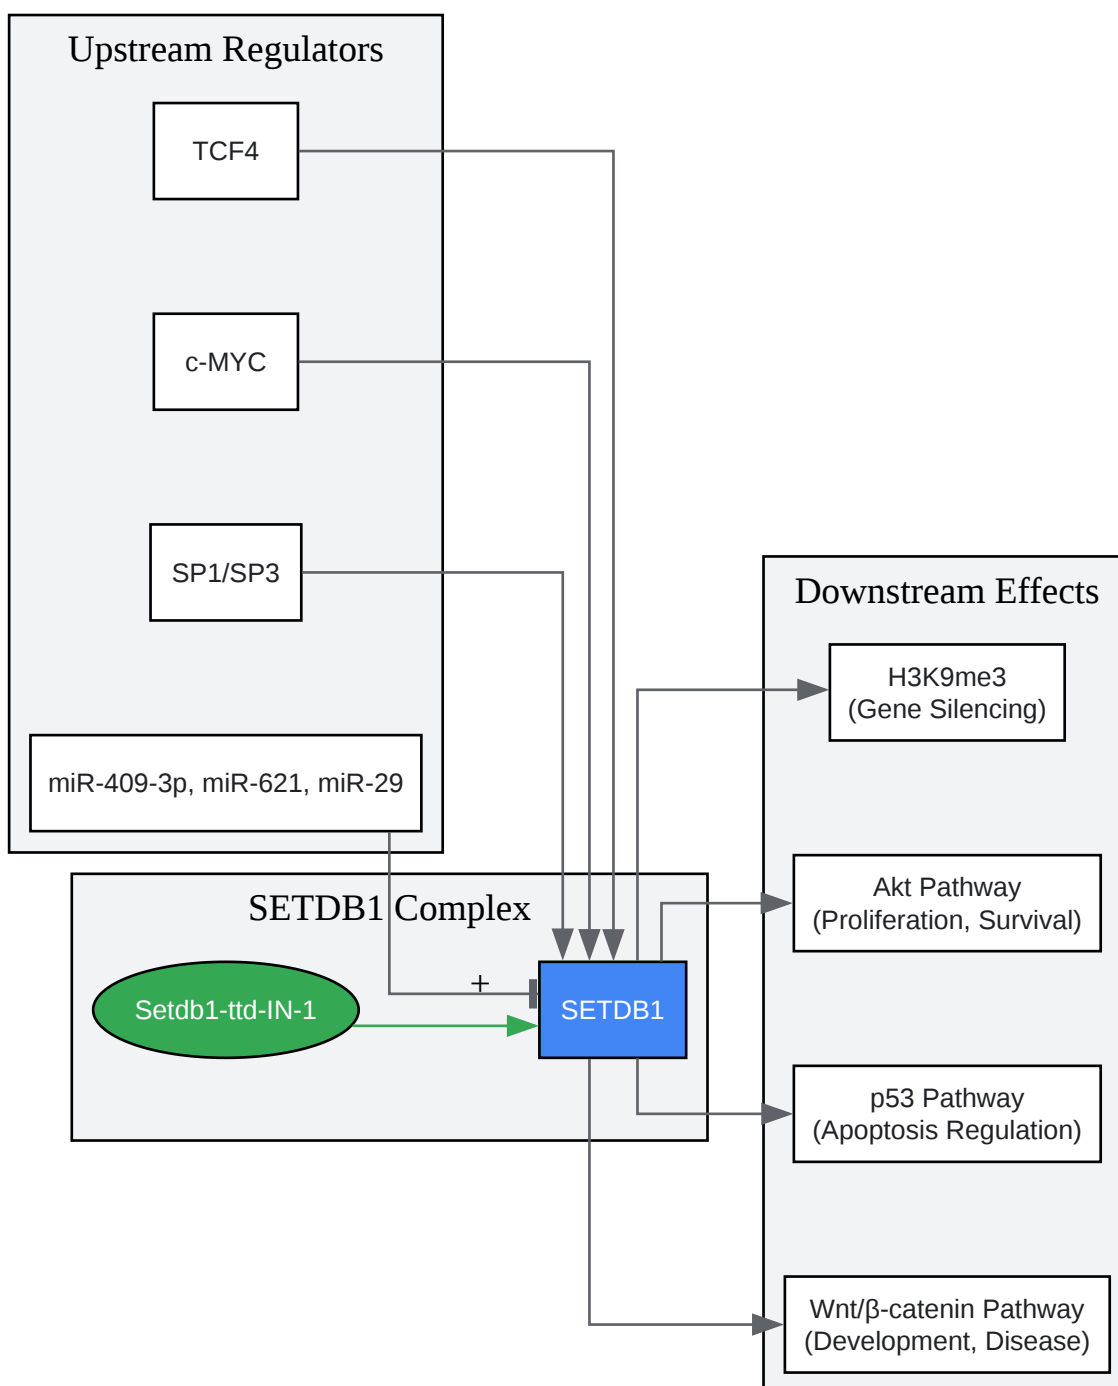 Upstream Regulators
TCF4
c-MYC
SP1/SP3
miR-409-3p, miR-621, miR-29
SETDB1 Complex
+
Setdb1-ttd-IN-1
SETDB1
Downstream Effects
H3K9me3
(Gene Silencing)
Akt Pathway
(Proliferation, Survival)
p53 Pathway
(Apoptosis Regulation)
Wnt/β-catenin Pathway
(Development, Disease)